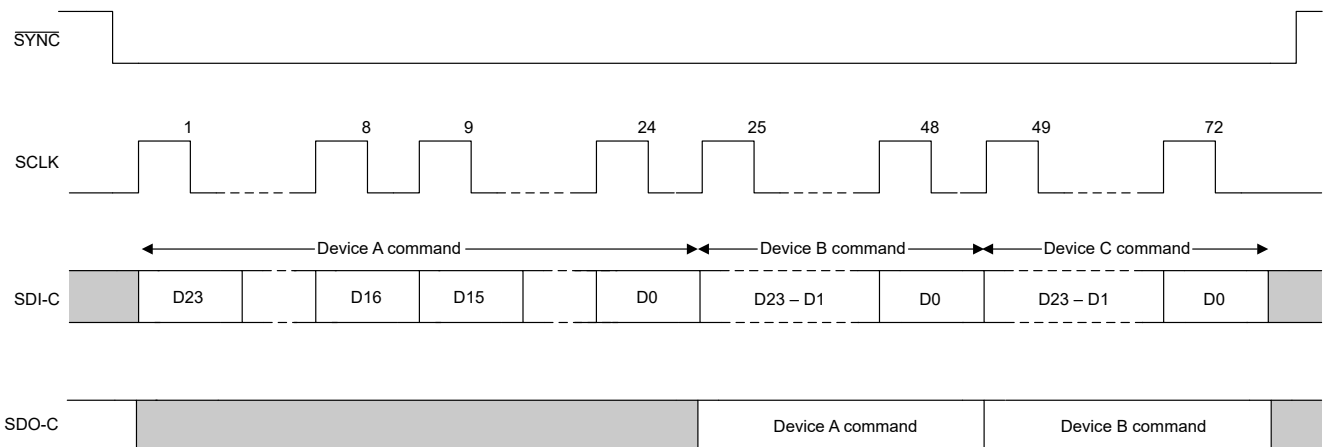 SYNC
1 8 9 24 25 48 49 72
SCLK
Device A command Device B command Device C command
SDI-C D23 D16 D15 D0 D23 – D1 D0 D23 – D1 D0
SDO-C Device A command Device B command